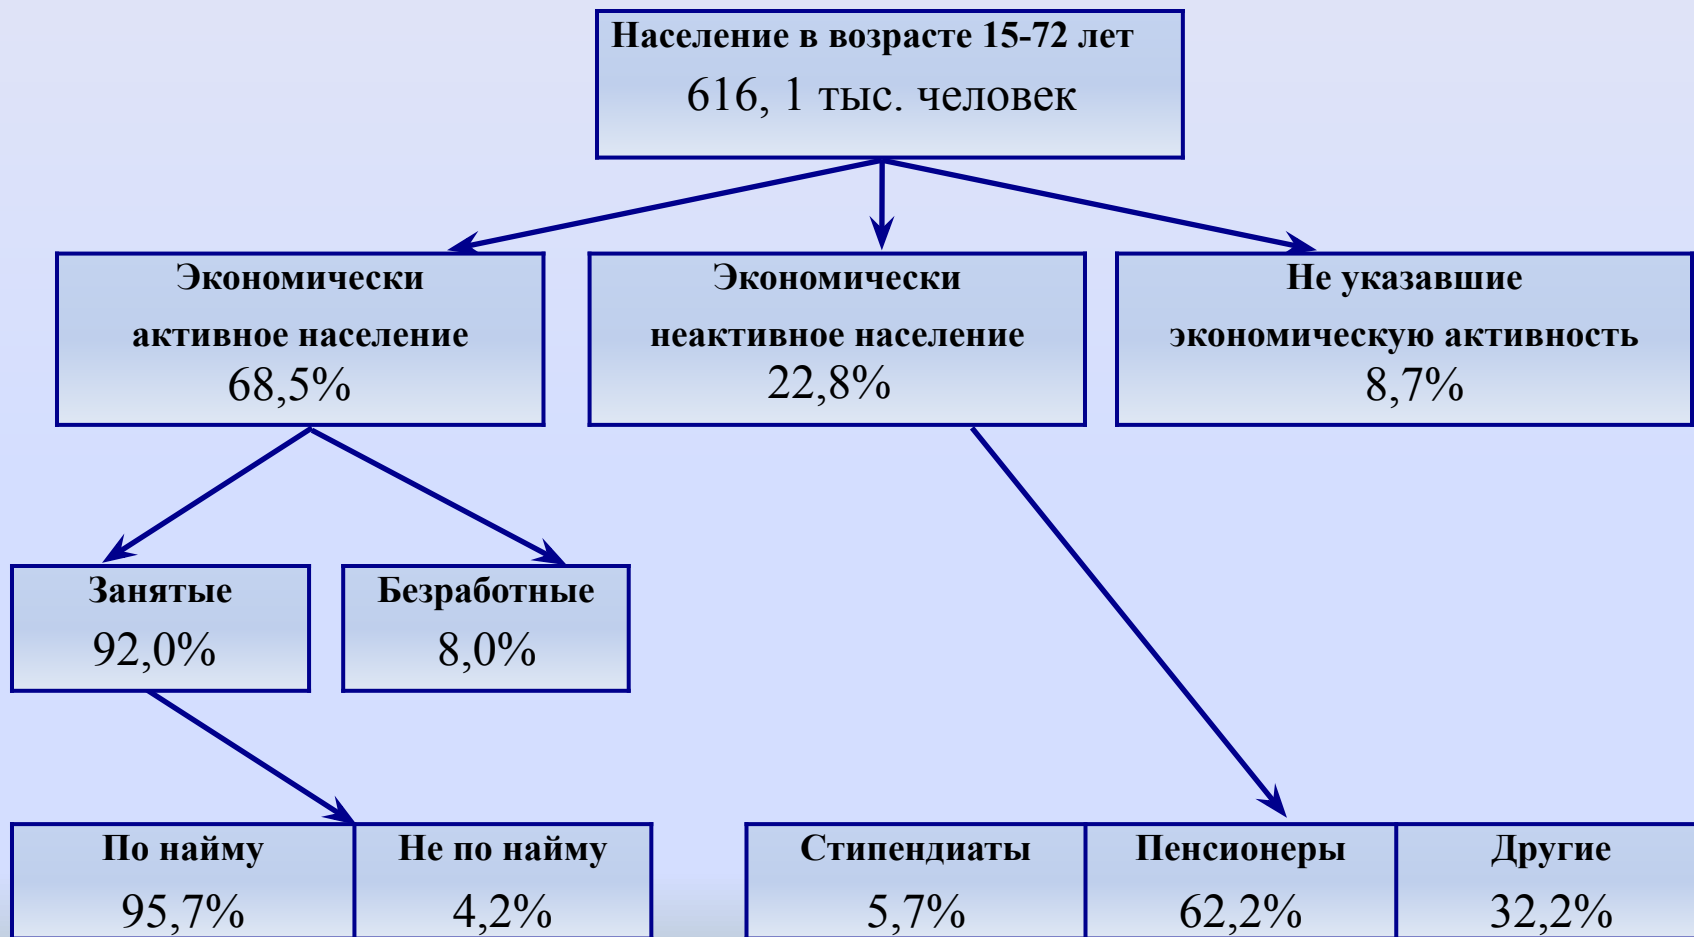 Население в возрасте 15-72 лет
616, 1 тыс. человек
Экономически
активное население
68,5%
Экономически
неактивное население
22,8%
Не указавшие
экономическую активность
8,7%
Занятые
92,0%
Безработные
8,0%
По найму
95,7%
Не по найму
4,2%
Стипендиаты
5,7%
Пенсионеры
62,2%
Другие
32,2%